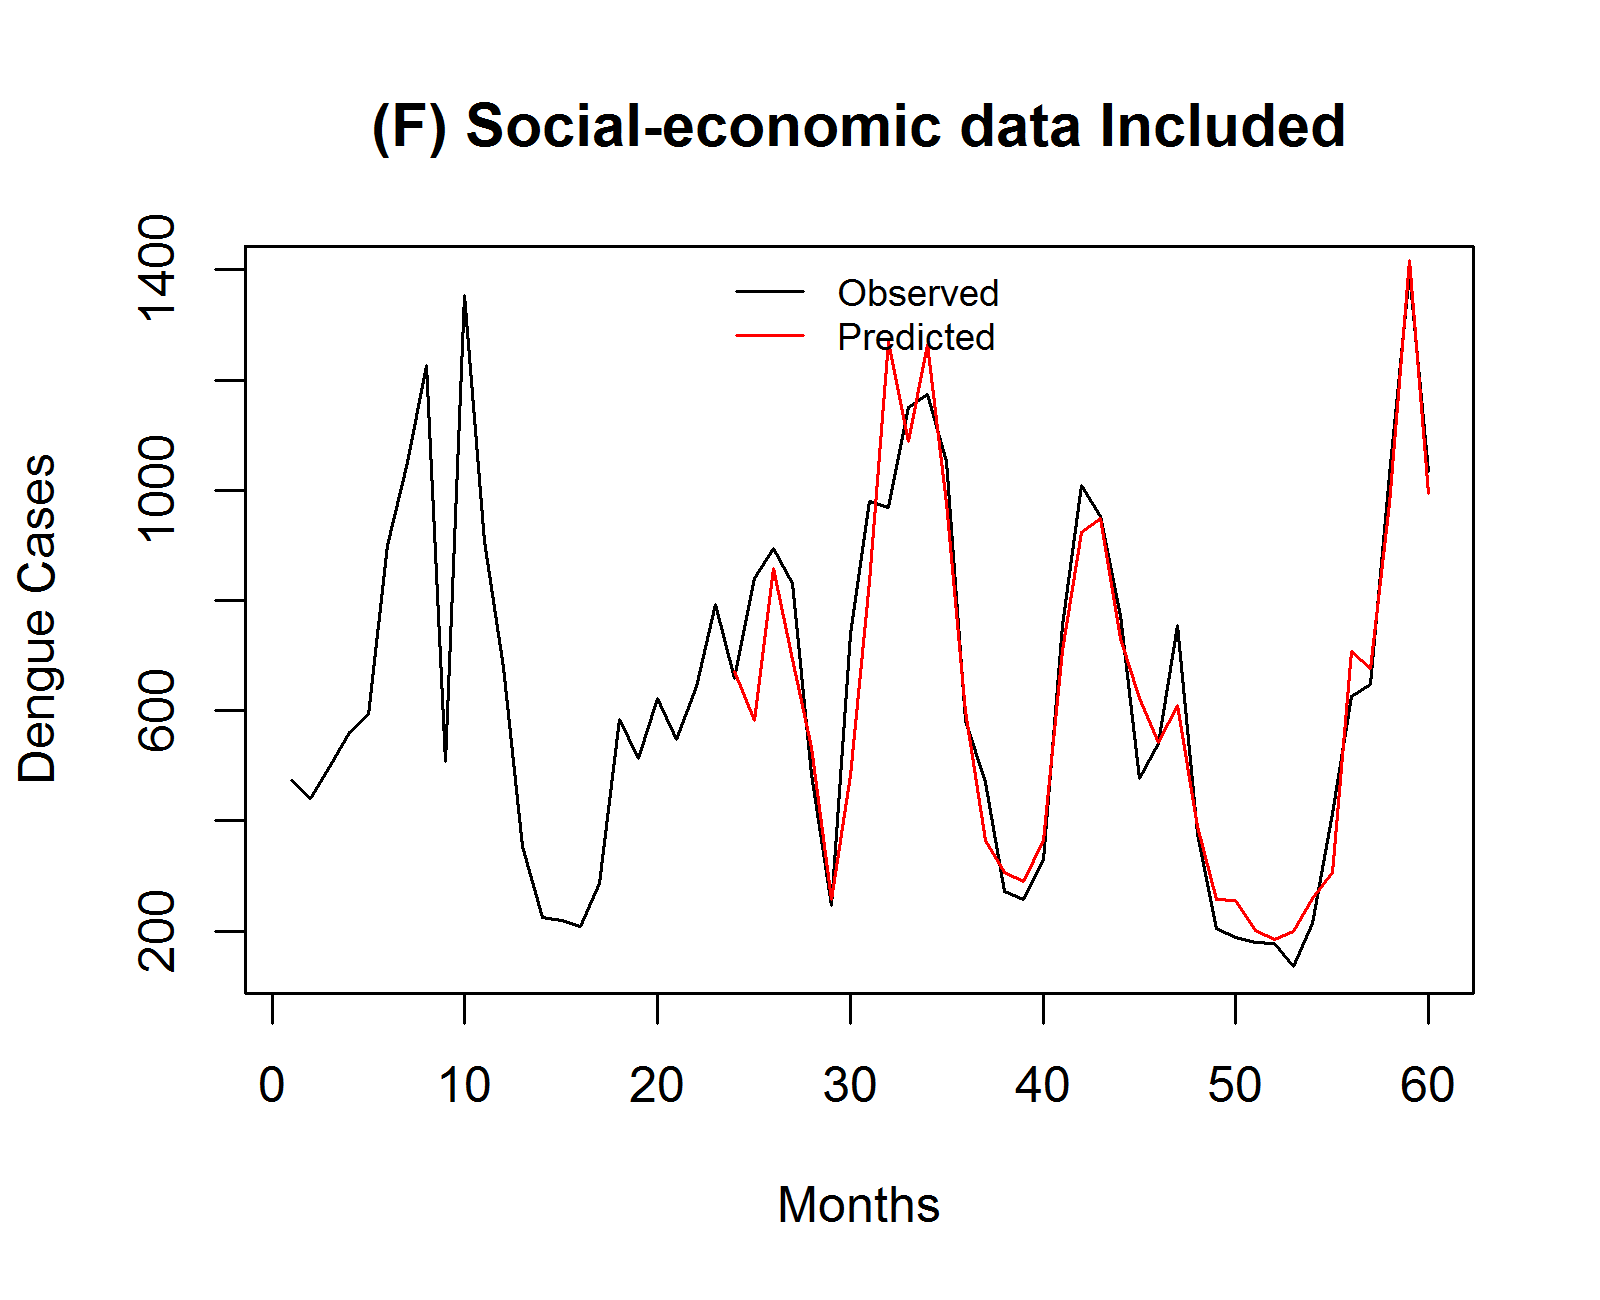 (F) Social-economic data Included
Observed
Predicted
Dengue Cases
1400
1000
600
200
0 10 20 30 40 50 60
Months